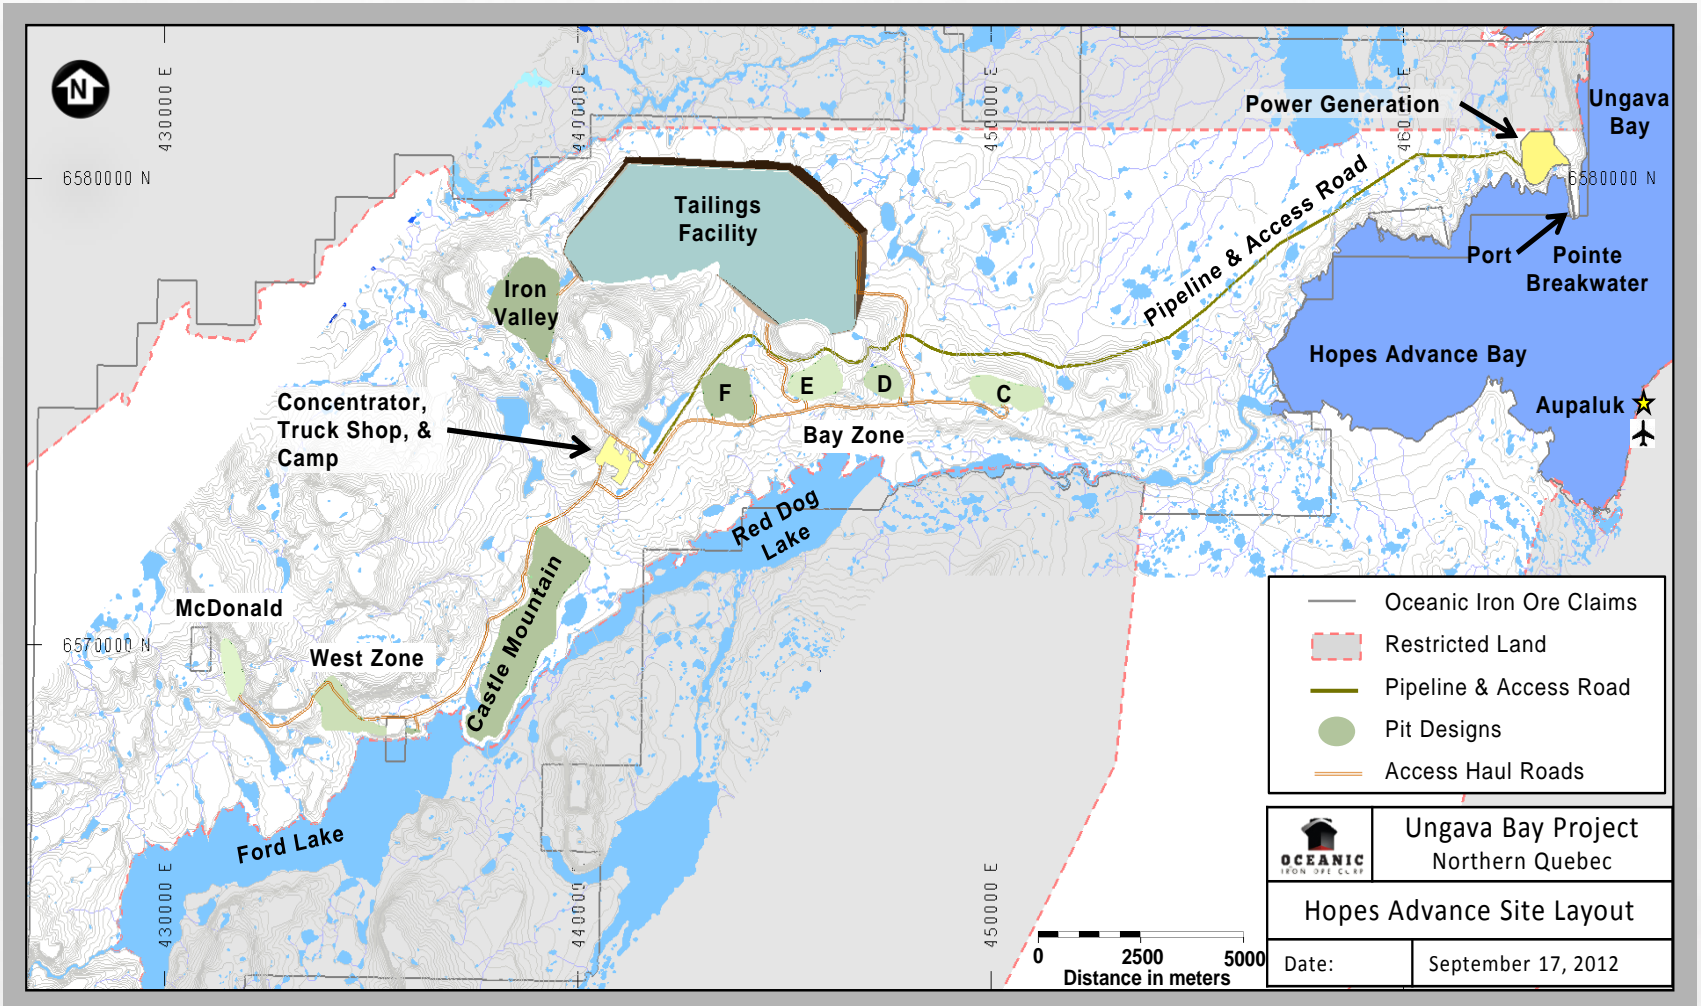 N
430000 E
440000 E
450000 E
460000 E
Power Generation
Ungava
Bay
6580000 N
6580000 N
Tailings
Facility
Pipeline & Access Road
Port
Pointe
Breakwater
Iron
Valley
Hopes Advance Bay
Concentrator,
Truck Shop, &
Camp
F
E
D
C
Aupaluk
Bay Zone
Red Dog
Lake
Castle Mountain
McDonald
6570000 N
West Zone
Ford Lake
430000 E
440000 E
450000 E
Oceanic Iron Ore Claims
Restricted Land
Pipeline & Access Road
Pit Designs
Access Haul Roads
OCEANIC
IRON ORE CORP
Ungava Bay Project
Northern Quebec
Hopes Advance Site Layout
Date:
September 17, 2012
0 2500 5000
Distance in meters